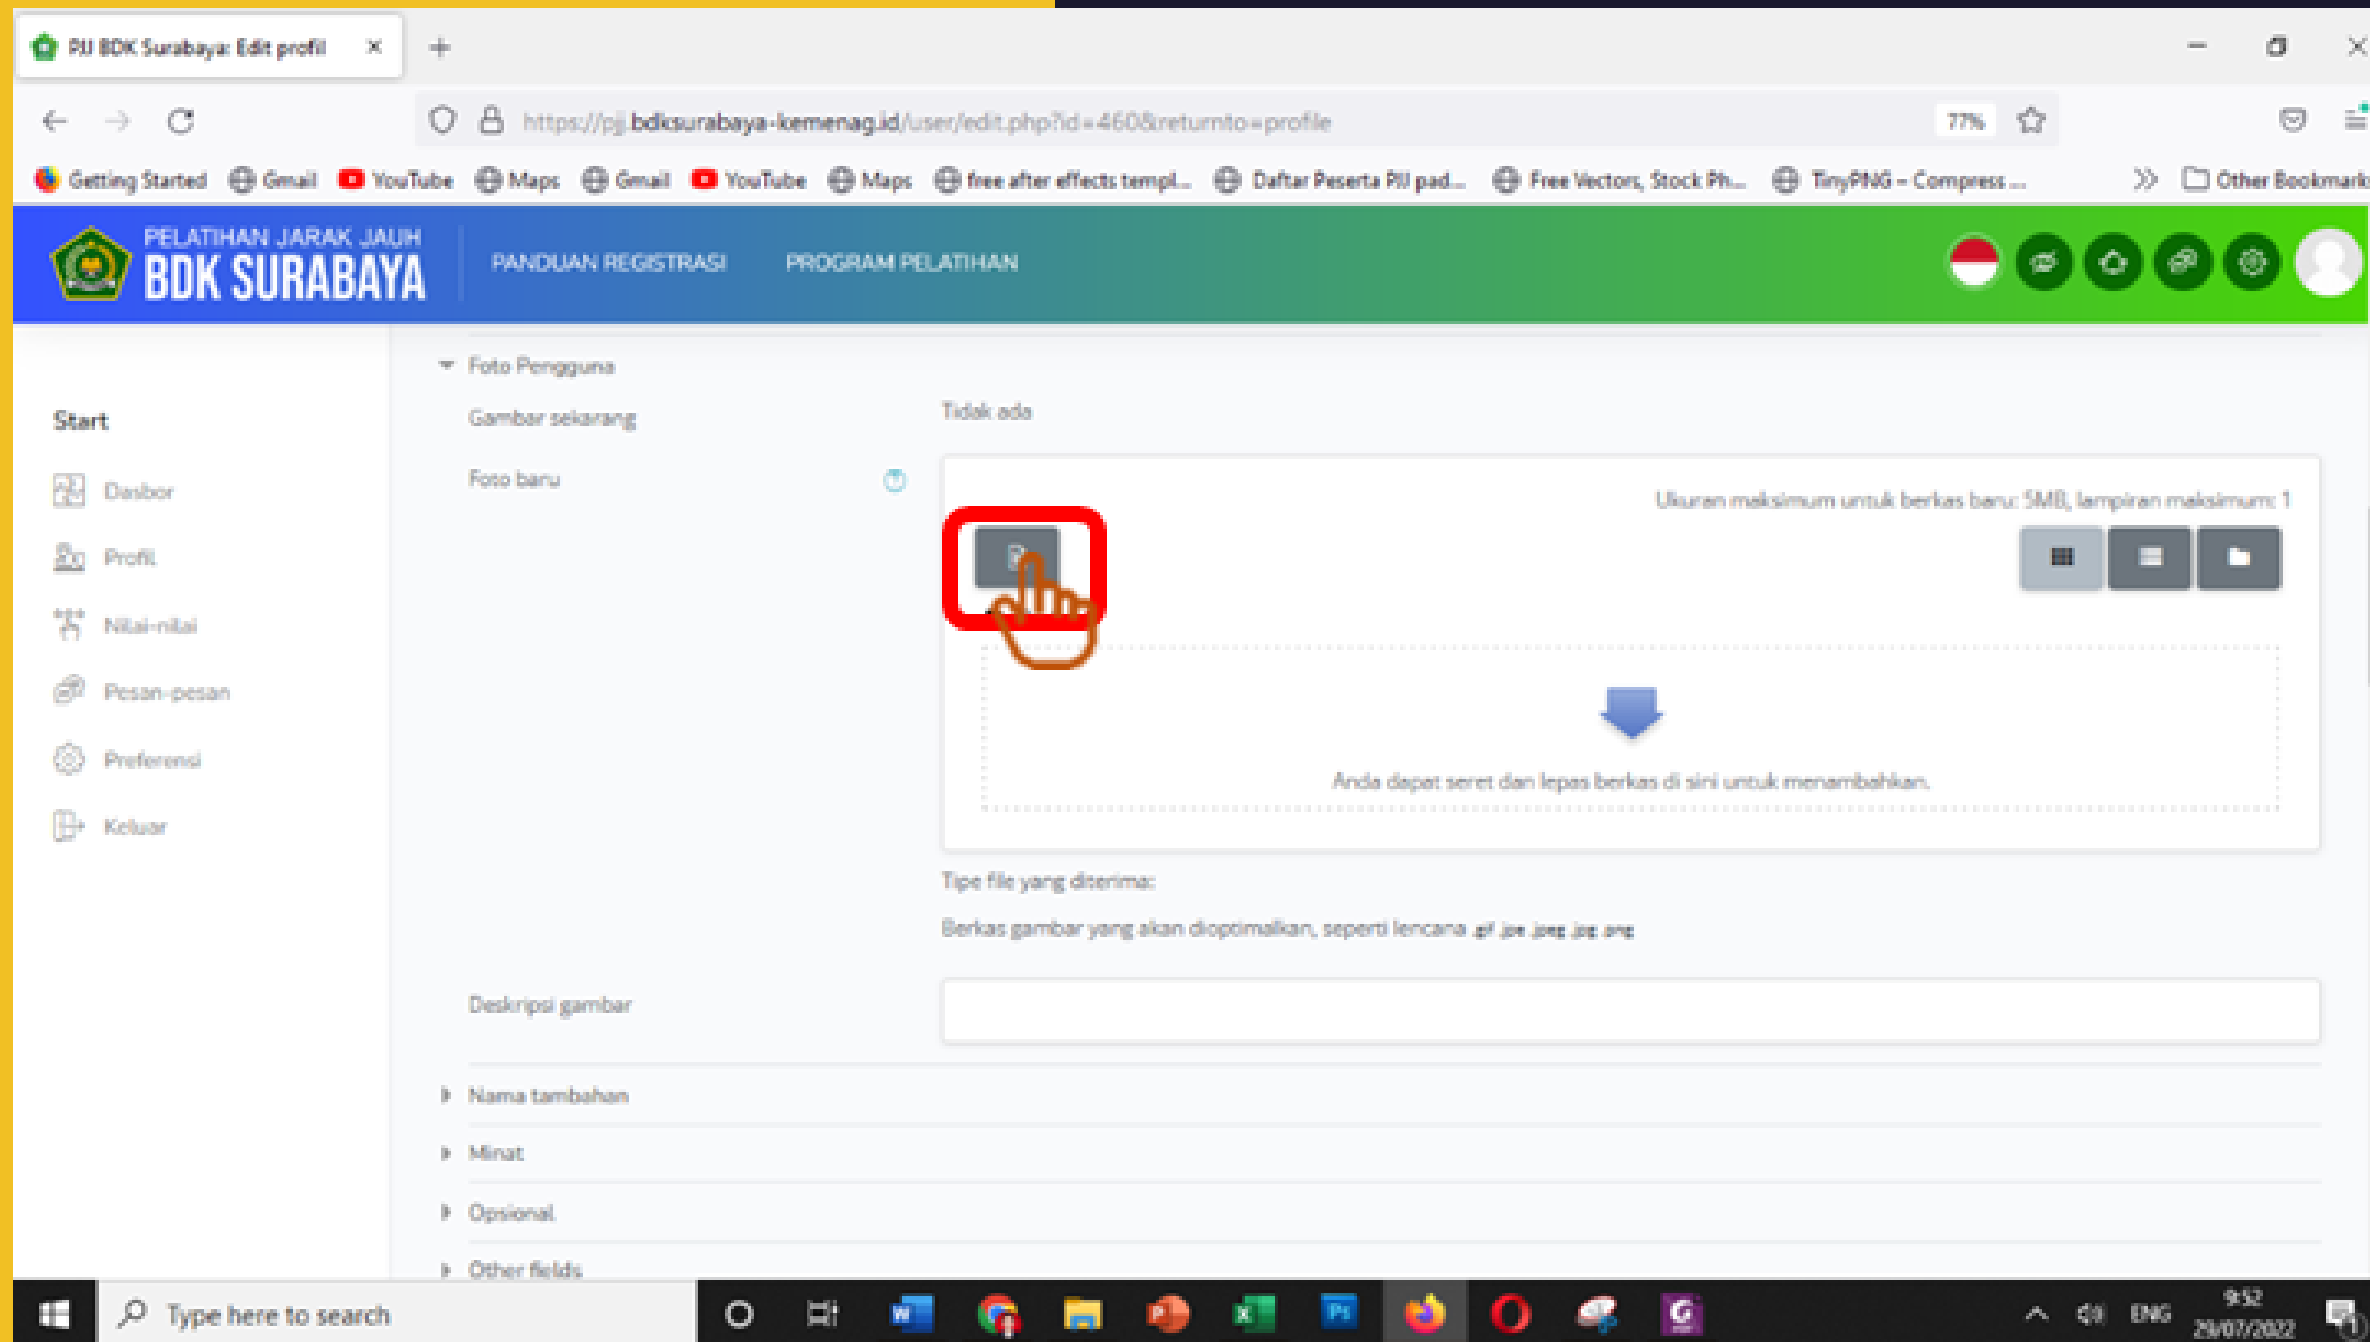 PJJ BDK Surabaya: Edit profil
https://pjj.bdksurabaya-kemenag.id/user/edit.php?id=460&returnto=profile
77%
Getting Started Gmail YouTube Maps Gmail YouTube Maps free after effects templ... Daftar Peserta PJJ pad... Free Vectors, Stock Ph... TinyPNG – Compress ... Other Bookmarks
PELATIHAN JARAK JAUH
BDK SURABAYA
PANDUAN REGISTRASI PROGRAM PELATIHAN
Start
Dasbor
Profil
Nilai-nilai
Pesan-pesan
Preferensi
Keluar
Foto Pengguna
Gambar sekarang
Tidak ada
Foto baru
Ukuran maksimum untuk berkas baru: 5MB, lampiran maksimum: 1
Anda dapat seret dan lepas berkas di sini untuk menambahkan.
Tipe file yang diterima:
Berkas gambar yang akan dioptimalkan, seperti lencana .gif .jpe .jpeg .jpg .png
Deskripsi gambar
Nama tambahan
Minat
Opsional
Other fields
Type here to search
ENG
9:52
29/07/2022